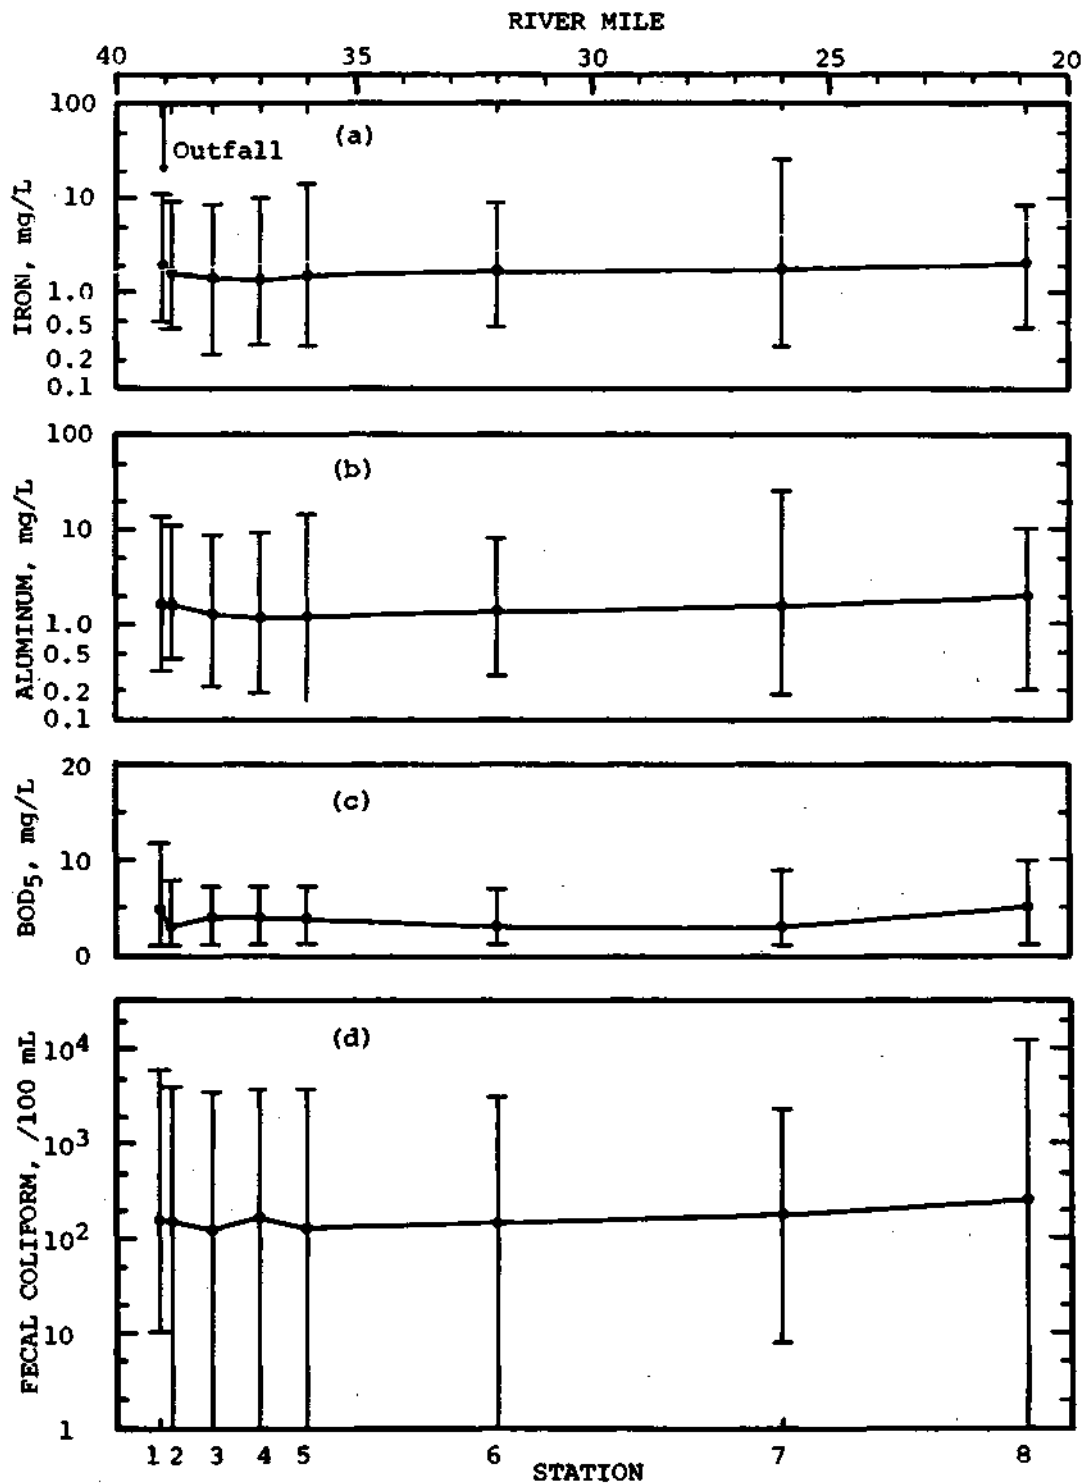 RIVER MILE
40 35 30 25 20
(a)
Outfall
IRON, mg/L
100
10
1.0
0.5
0.2
0.1
(b)
ALUMINUM, mg/L
100
10
1.0
0.5
0.2
0.1
(c)
BOD5, mg/L
20
10
0
(d)
FECAL COLIFORM, /100 mL
10⁴
10³
10²
10
1
1 2 3 4 5 6 7 8
STATION